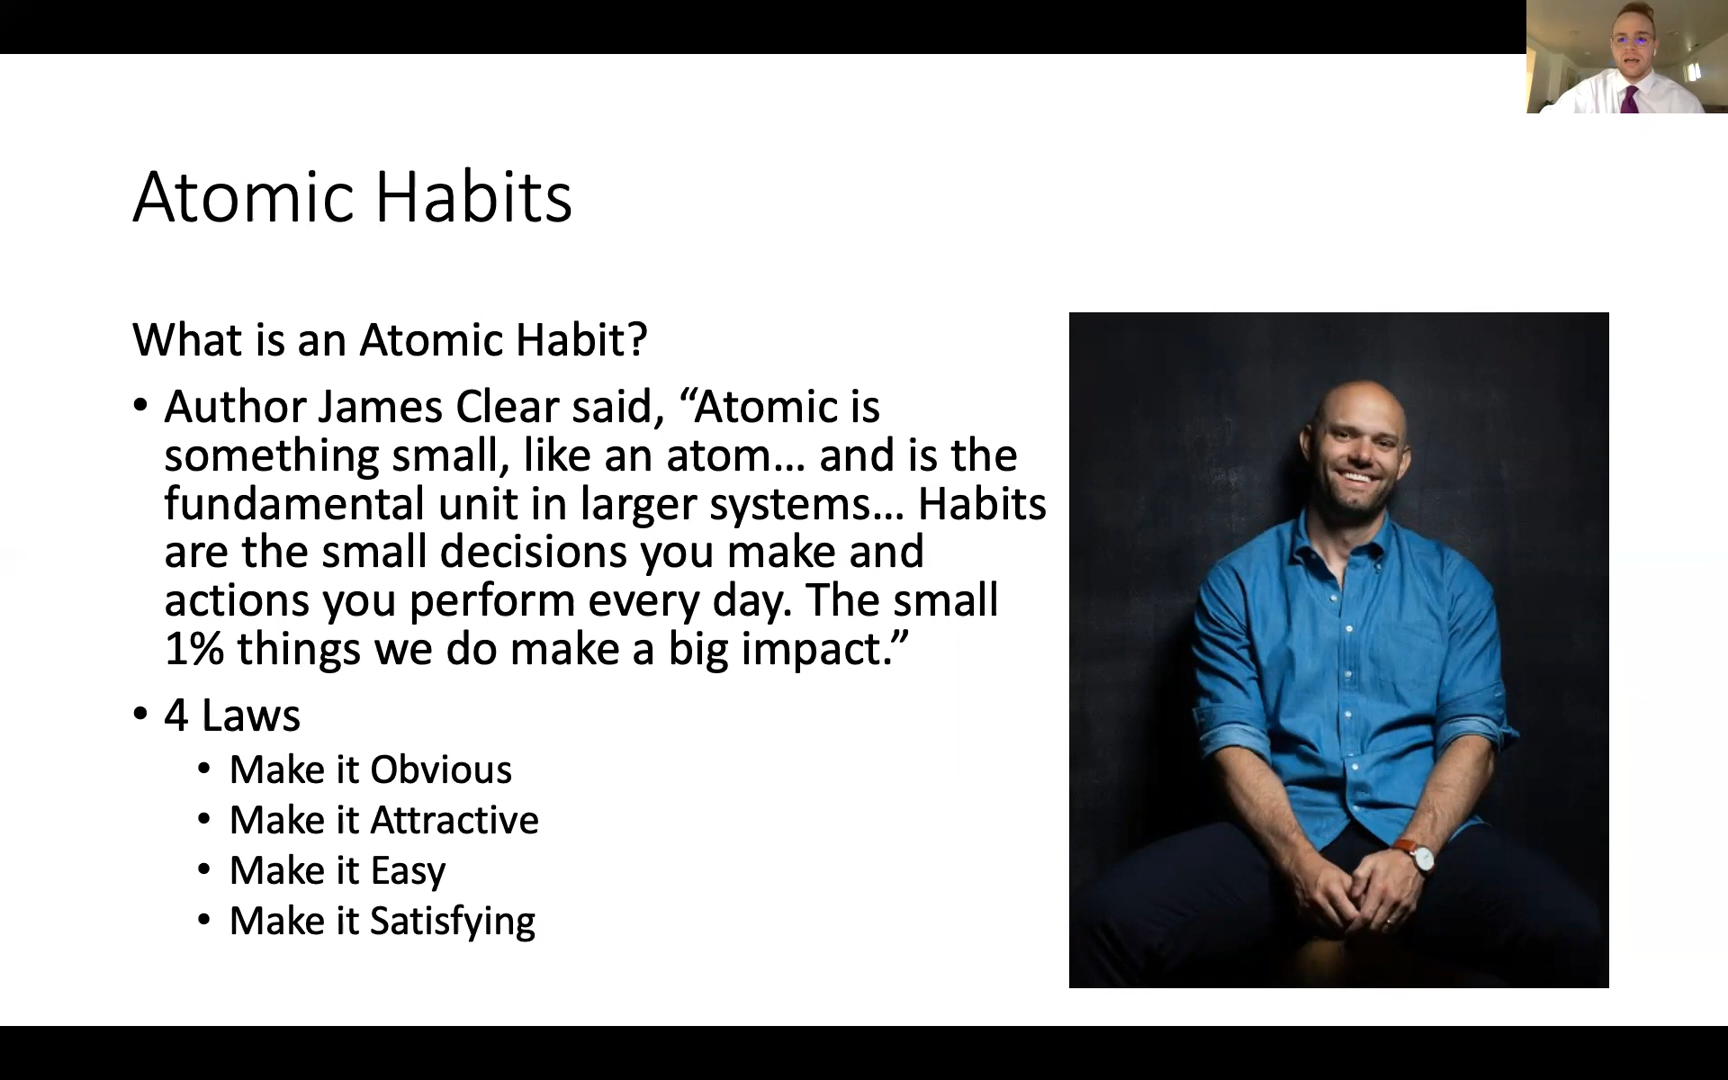 Atomic Habits
What is an Atomic Habit?
• Author James Clear said, “Atomic is
something small, like an atom… and is the
fundamental unit in larger systems… Habits
are the small decisions you make and
actions you perform every day. The small
1% things we do make a big impact.”
• 4 Laws
• Make it Obvious
• Make it Attractive
• Make it Easy
• Make it Satisfying